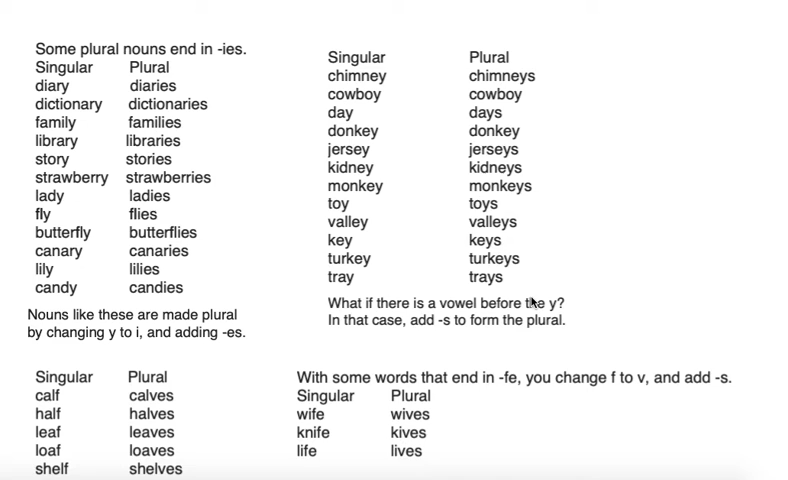 Some plural nouns end in -ies.
Singular Plural
diary diaries
dictionary dictionaries
family families
library libraries
story stories
strawberry strawberries
lady ladies
fly flies
butterfly butterflies
canary canaries
lily lilies
candy candies
Nouns like these are made plural
by changing y to i, and adding -es.
Singular Plural
chimney chimneys
cowboy cowboy
day days
donkey donkey
jersey jerseys
kidney kidneys
monkey monkeys
toy toys
valley valleys
key keys
turkey turkeys
tray trays
What if there is a vowel before the y?
In that case, add -s to form the plural.
Singular Plural
calf calves
half halves
leaf leaves
loaf loaves
shelf shelves
With some words that end in -fe, you change f to v, and add -s.
Singular Plural
wife wives
knife kives
life lives